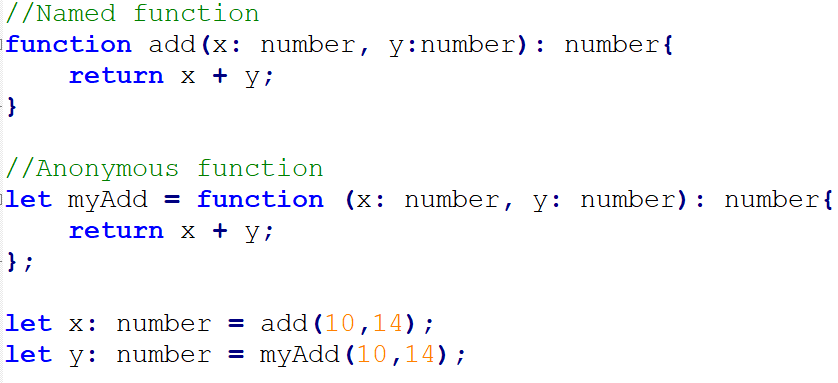 //Named function
function add(x: number, y:number): number{
    return x + y;
}

//Anonymous function
let myAdd = function (x: number, y: number): number{
    return x + y;
};

let x: number = add(10,14);
let y: number = myAdd(10,14);